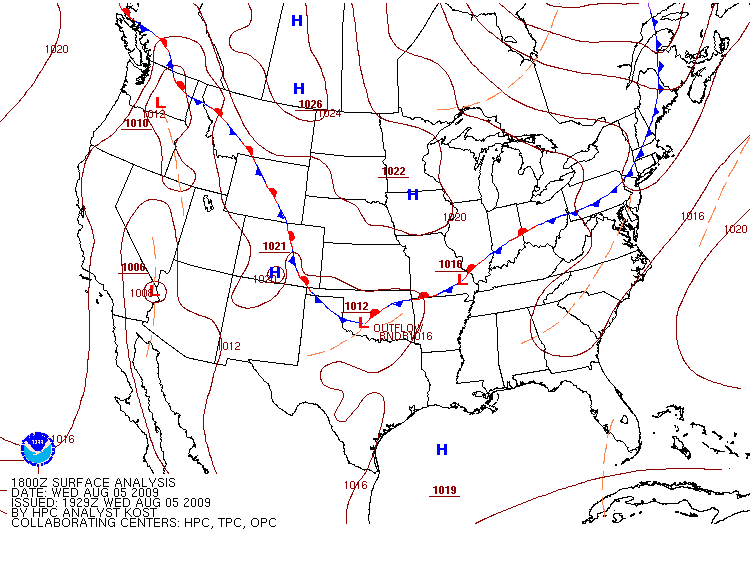 H
1020
H
1026
1024
L
1012
1010
1022
H
1020
1016
1020
1021
H
1020
1006
1008
L
1016
L
1012
L
OUTFLOW
BNDRY
1016
1012
1016
H
1016
1019
1800Z SURFACE ANALYSIS
DATE: WED AUG 05 2009
ISSUED: 1929Z WED AUG 05 2009
BY HPC ANALYST KOST
COLLABORATING CENTERS: HPC, TPC, OPC